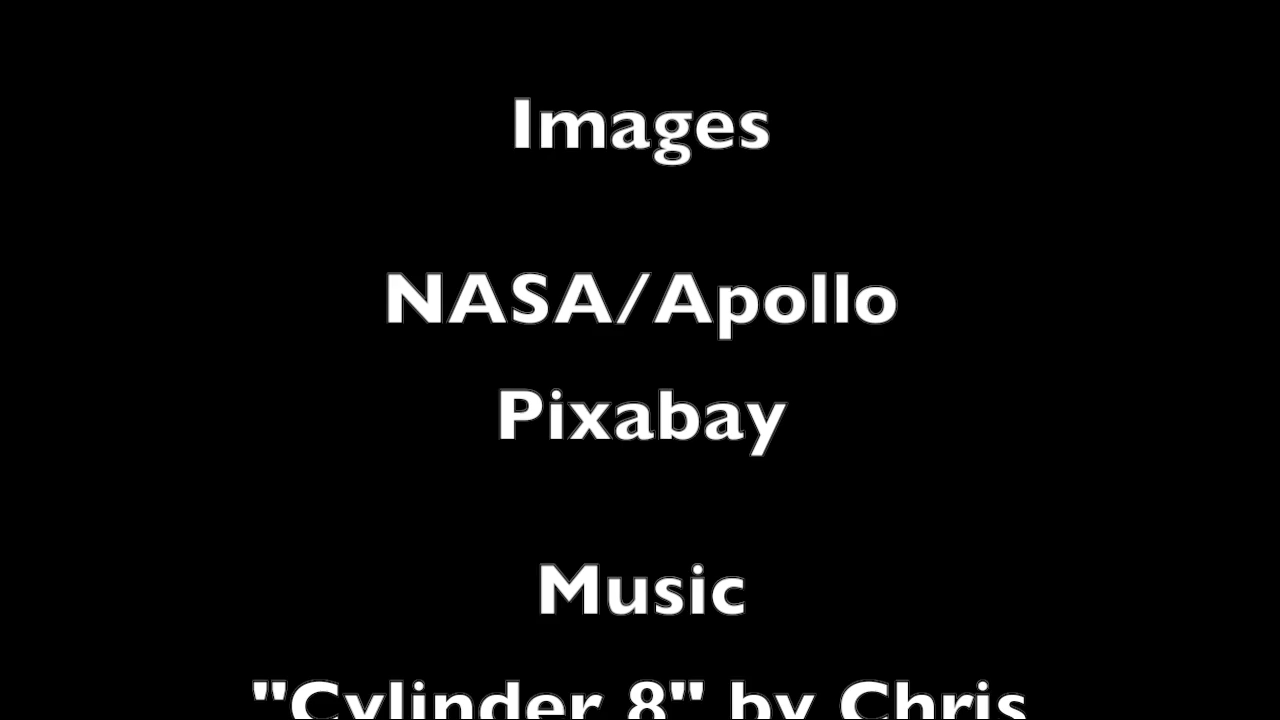 Images
NASA/Apollo
Pixabay
Music
"Cylinder 8" by Chris